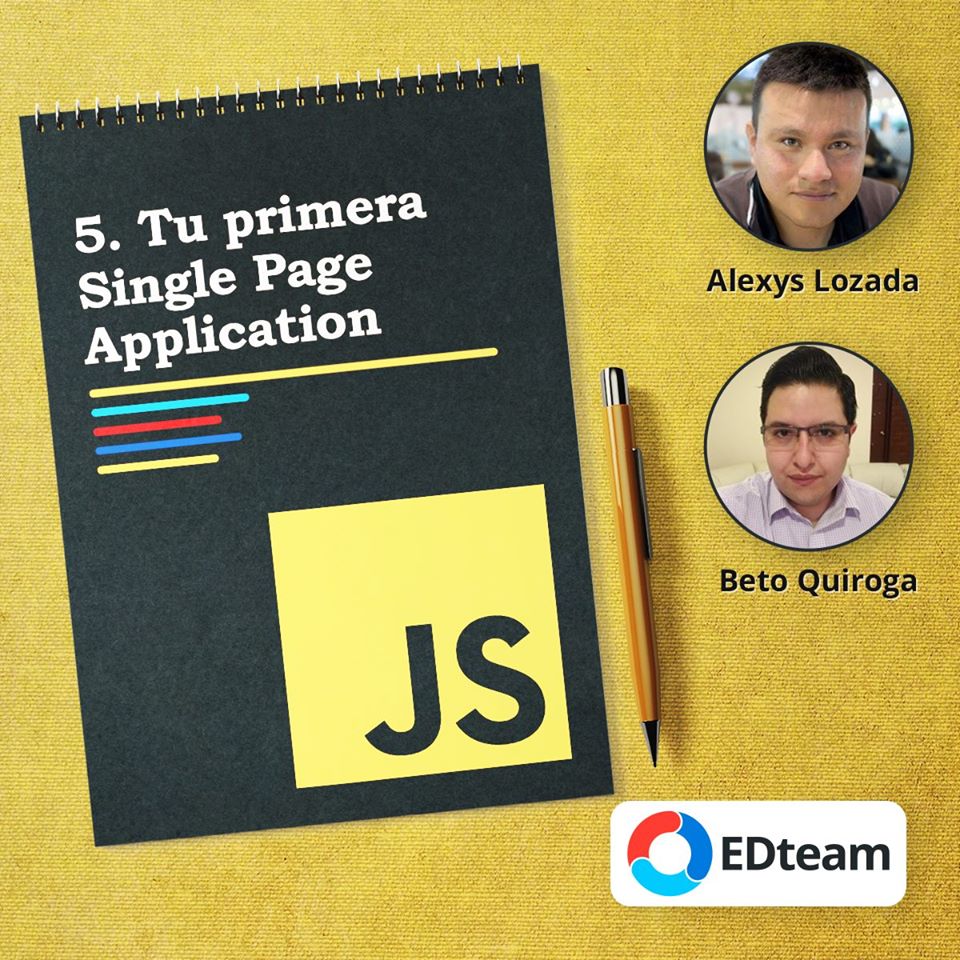 5. Tu primera
Single Page
Application
JS
Alexys Lozada
Beto Quiroga
EDteam